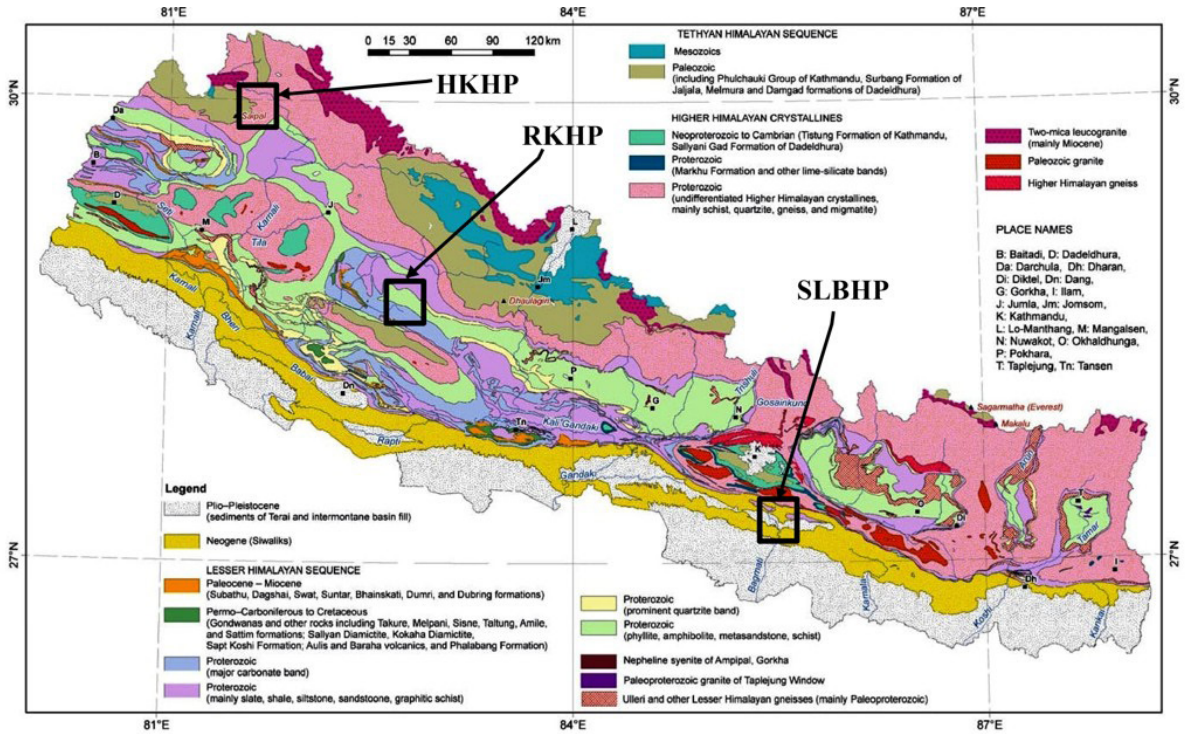 81°E
84°E
87°E
0 15 30 60 90 120
km
30°N
30°N
HKHP
RKHP
SLBHP
TETHYAN HIMALAYAN SEQUENCE
Mesozoics
Paleozoic
(including Phulchauki Group of Kathmandu, Surbang Formation of
Jaljala, Melmura and Damgad formations of Dadeldhura)
HIGHER HIMALAYAN CRYSTALLINES
Neoproterozoic to Cambrian (Tistung Formation of Kathmandu,
Sallyani Gad Formation of Dadeldhura)
Proterozoic
(Markhu Formation and other lime-silicate bands)
Proterozoic
(undifferentiated Higher Himalayan crystallines,
mainly schist, quartzite, gneiss, and migmatite)
Two-mica leucogranite
(mainly Miocene)
Paleozoic granite
Higher Himalayan gneiss
PLACE NAMES
B: Baitadi, D: Dadeldhura,
Da: Darchula, Dh: Dharan,
Di: Diktel, Dn: Dang,
G: Gorkha, I: Ilam,
J: Jumla, Jm: Jomsom,
K: Kathmandu,
L: Lo-Manthang, M: Mangalsen,
N: Nuwakot, O: Okhaldhunga,
P: Pokhara,
T: Taplejung, Tn: Tansen
Da
Saipal
B
D
Seti
M
Karnali
Tila
J
L
Jm
Dhaulagiri
Karnali
Karnali
Bheri
Babai
Dn
Rapti
Tn
Kali Gandaki
P
G
Trishuli
N
Gosainkund
K
Gandaki
Bagmati
Kamala
Sagarmatha (Everest)
Makalu
Arun
O
Di
T
Tamar
Dh
I
Koshi
Kankai
27°N
27°N
Legend
Plio–Pleistocene
(sediments of Terai and intermontane basin fill)
Neogene (Siwaliks)
LESSER HIMALAYAN SEQUENCE
Paleocene – Miocene
(Subathu, Dagshai, Swat, Suntar, Bhainskati, Dumri, and Dubring formations)
Permo–Carboniferous to Cretaceous
(Gondwanas and other rocks including Takure, Melpani, Sisne, Taltung, Amile,
and Sattim formations; Sallyan Diamictite, Kokaha Diamictite,
Sapt Koshi Formation; Aulis and Baraha volcanics, and Phalabang Formation)
Proterozoic
(major carbonate band)
Proterozoic
(mainly slate, shale, siltstone, sandstoone, graphitic schist)
Proterozoic
(prominent quartzite band)
Proterozoic
(phyllite, amphibolite, metasandstone, schist)
Nepheline syenite of Ampipal, Gorkha
Paleoproterozoic granite of Taplejung Window
Ulleri and other Lesser Himalayan gneisses (mainly Paleoproterozoic)
81°E
84°E
87°E